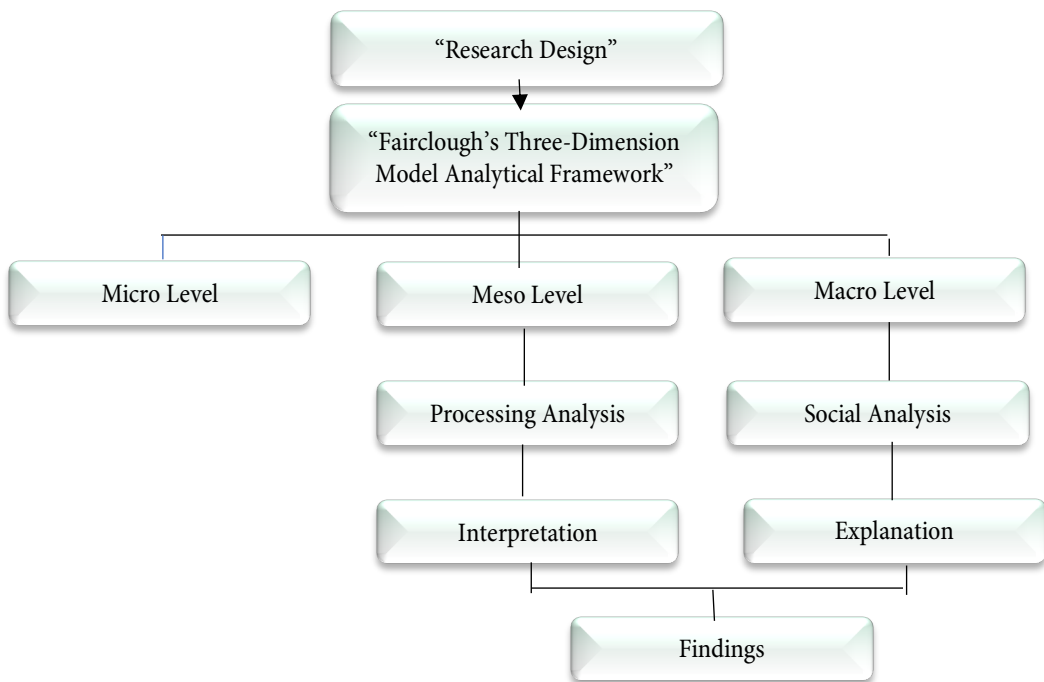 “Research Design”
“Fairclough’s Three-Dimension
Model Analytical Framework”
Micro Level
Meso Level
Macro Level
Processing Analysis
Social Analysis
Interpretation
Explanation
Findings